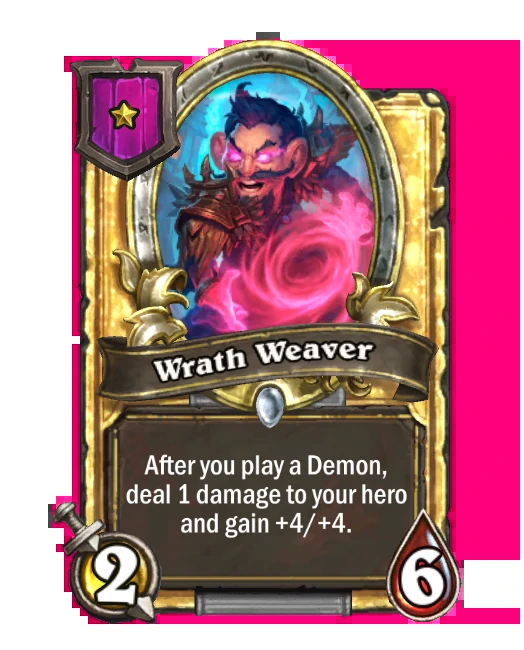 Wrath Weaver
After you play a Demon,
deal 1 damage to your hero
and gain +4/+4.
2
6